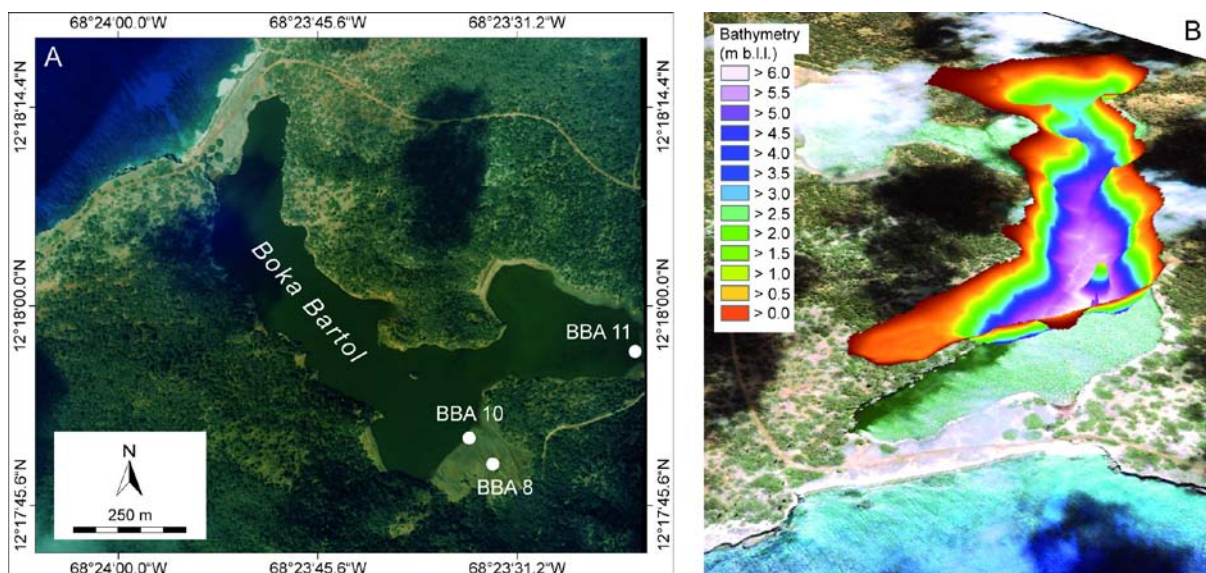 68°24'00.0"W
68°23'45.6"W
68°23'31.2"W
A
12°18'14.4"N
12°18'14.4"N
12°18'00.0"N
12°18'00.0"N
12°17'45.6"N
12°17'45.6"N
Boka Bartol
BBA 11
BBA 10
BBA 8
N
250 m
68°24'00.0"W
68°23'45.6"W
68°23'31.2"W
B
Bathymetry
(m b.l.l.)
> 6.0
> 5.5
> 5.0
> 4.5
> 4.0
> 3.5
> 3.0
> 2.5
> 2.0
> 1.5
> 1.0
> 0.5
> 0.0